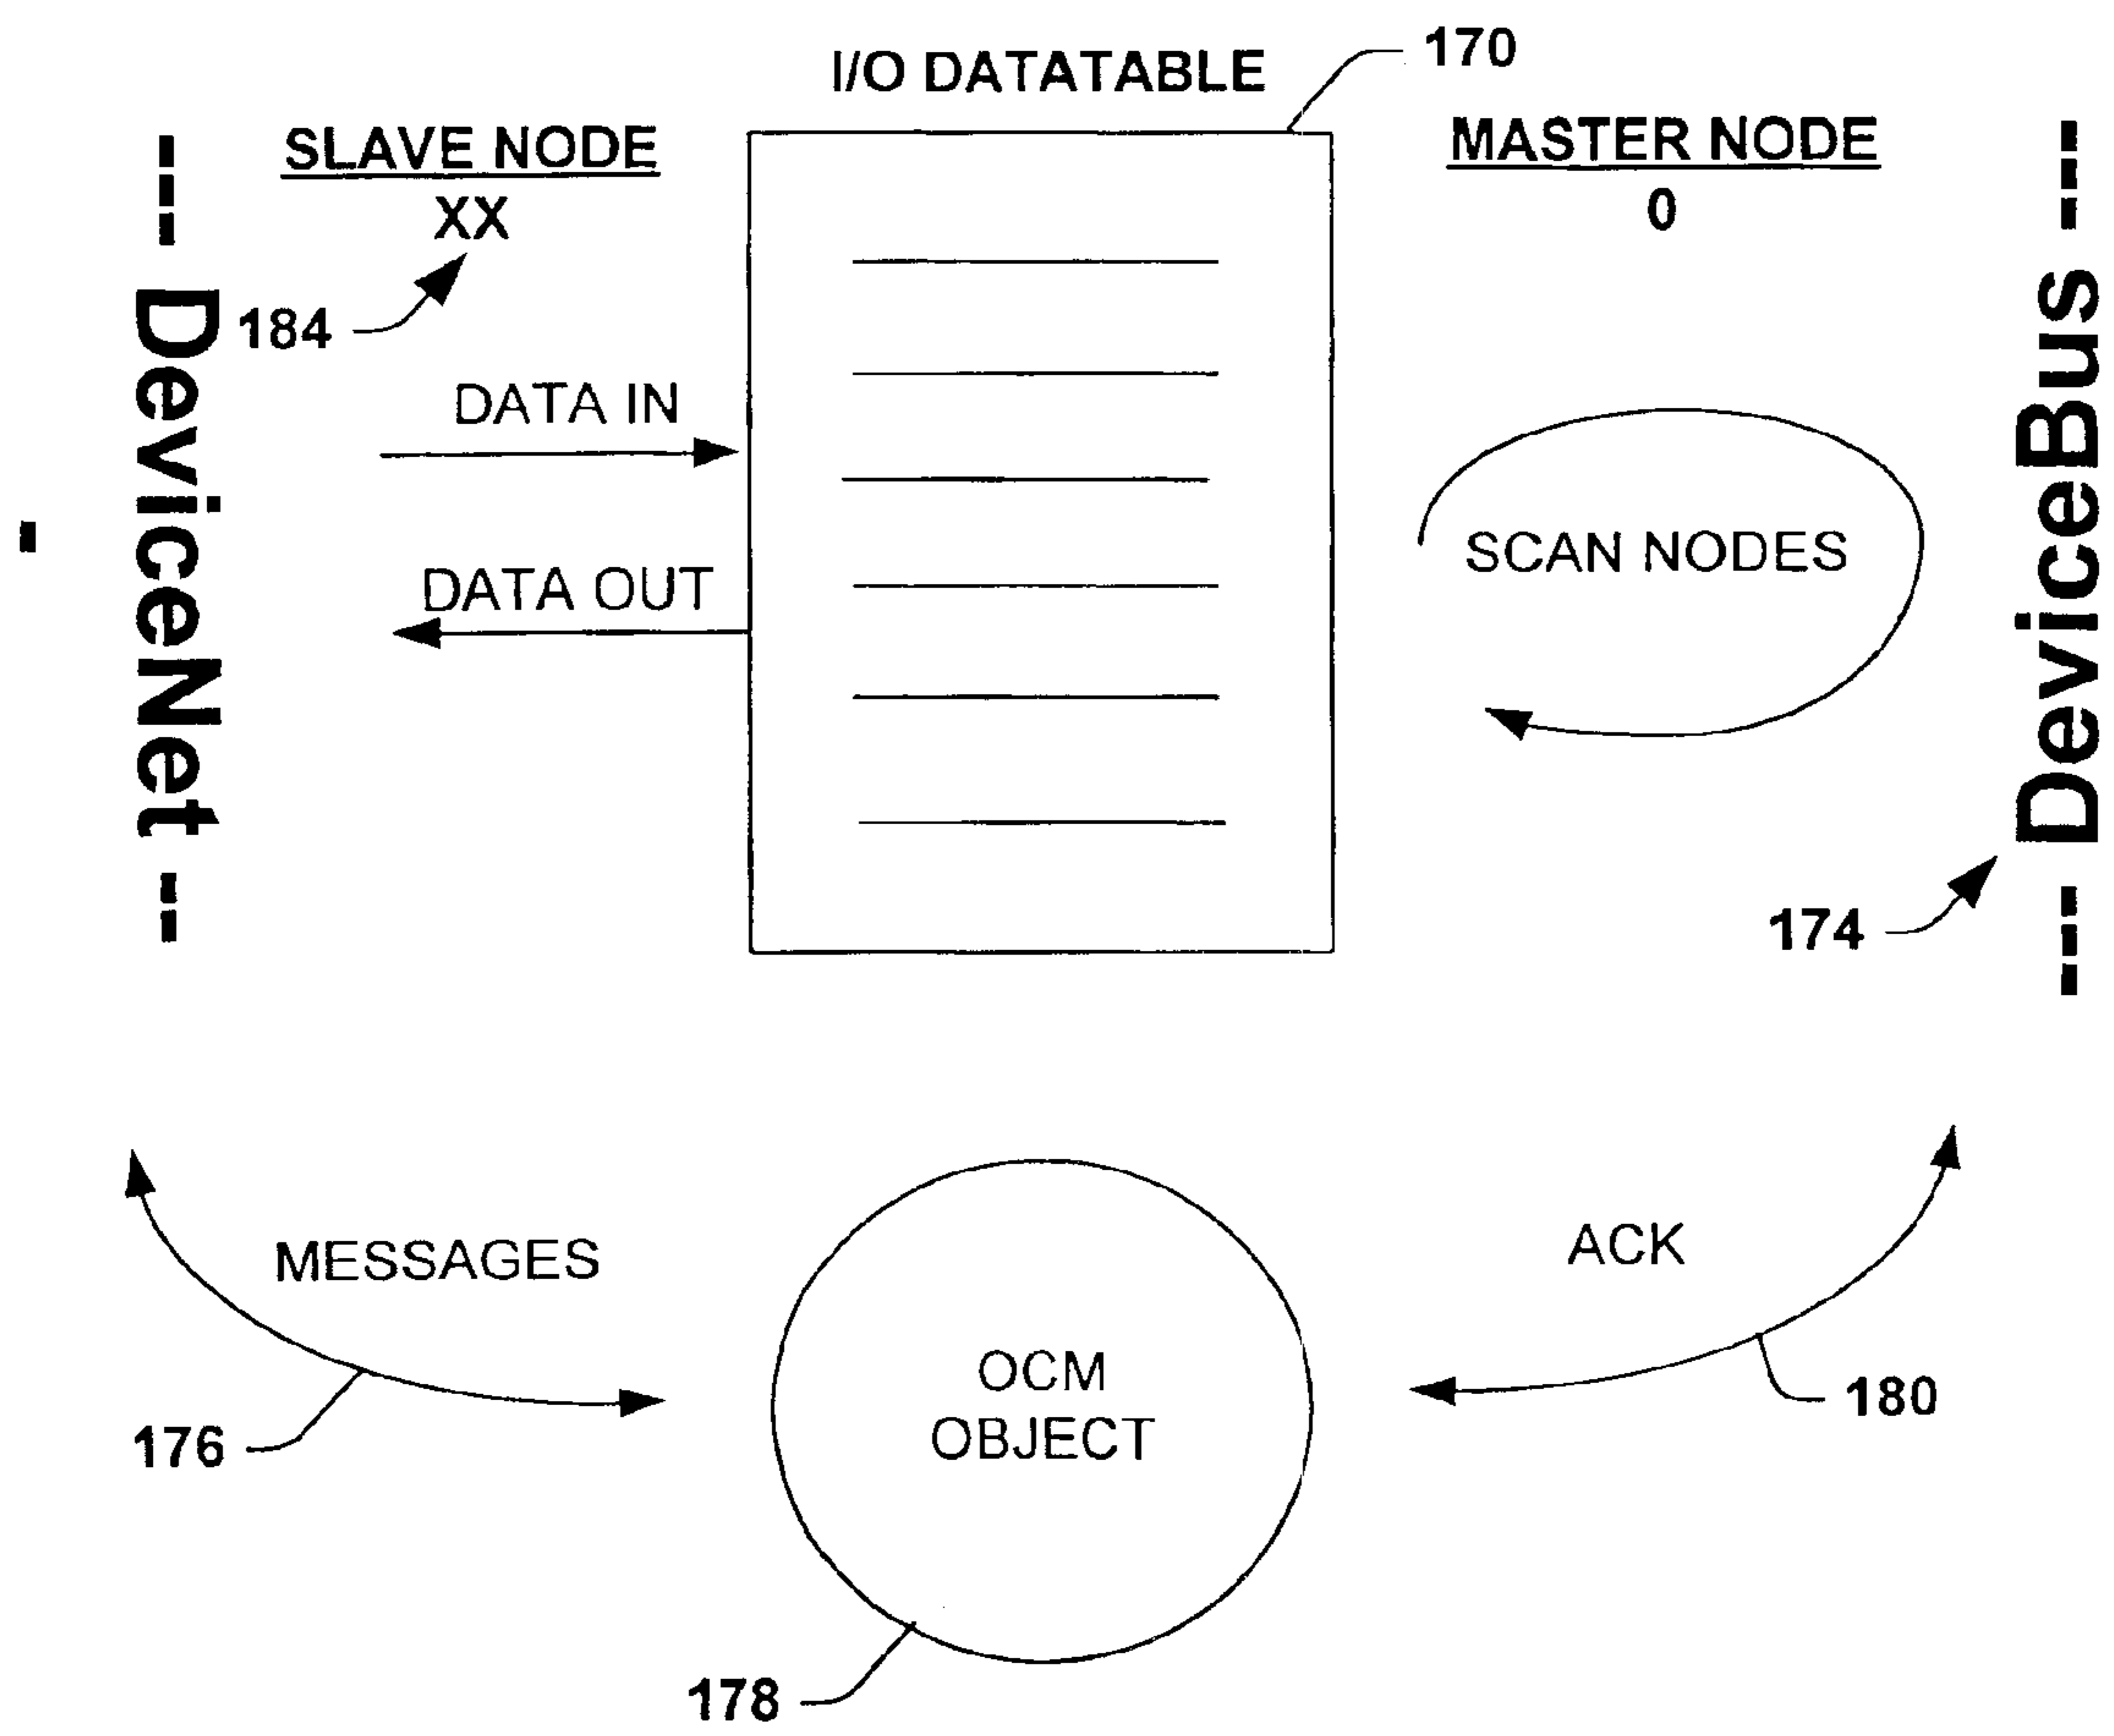 I/O DATATABLE
170
SLAVE NODE
XX
184
MASTER NODE
0
--- DeviceNet --
--- DeviceBus ---
DATA IN
DATA OUT
SCAN NODES
174
MESSAGES
ACK
OCM
OBJECT
176
180
178